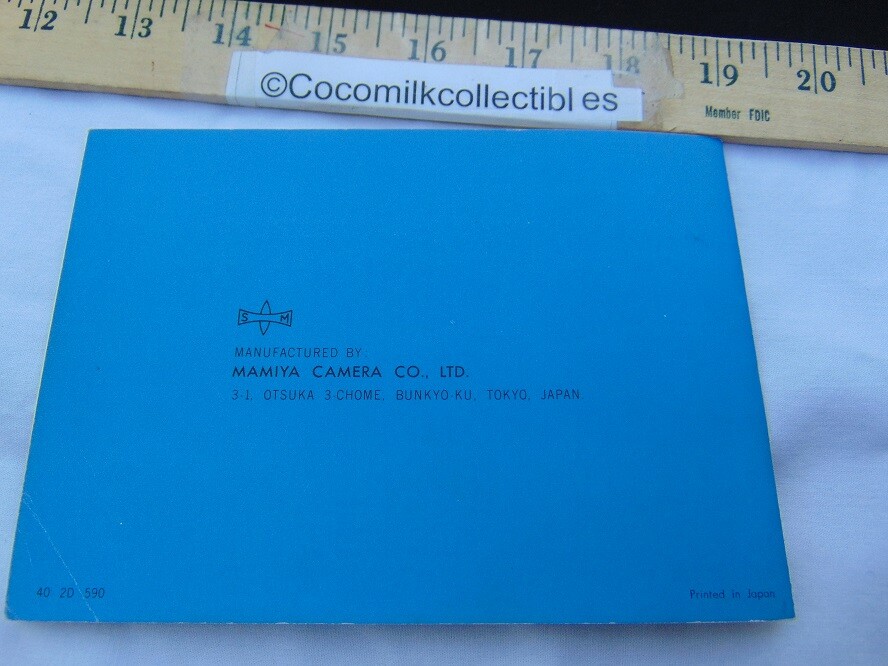 12 13 14 15 16 17 18 19 20
Member FDIC
©Cocomilkcollectibl es
S M
MANUFACTURED BY
MAMIYA CAMERA CO., LTD.
3-1, OTSUKA 3-CHOME, BUNKYO-KU, TOKYO, JAPAN
40 2D 590
Printed in Japan